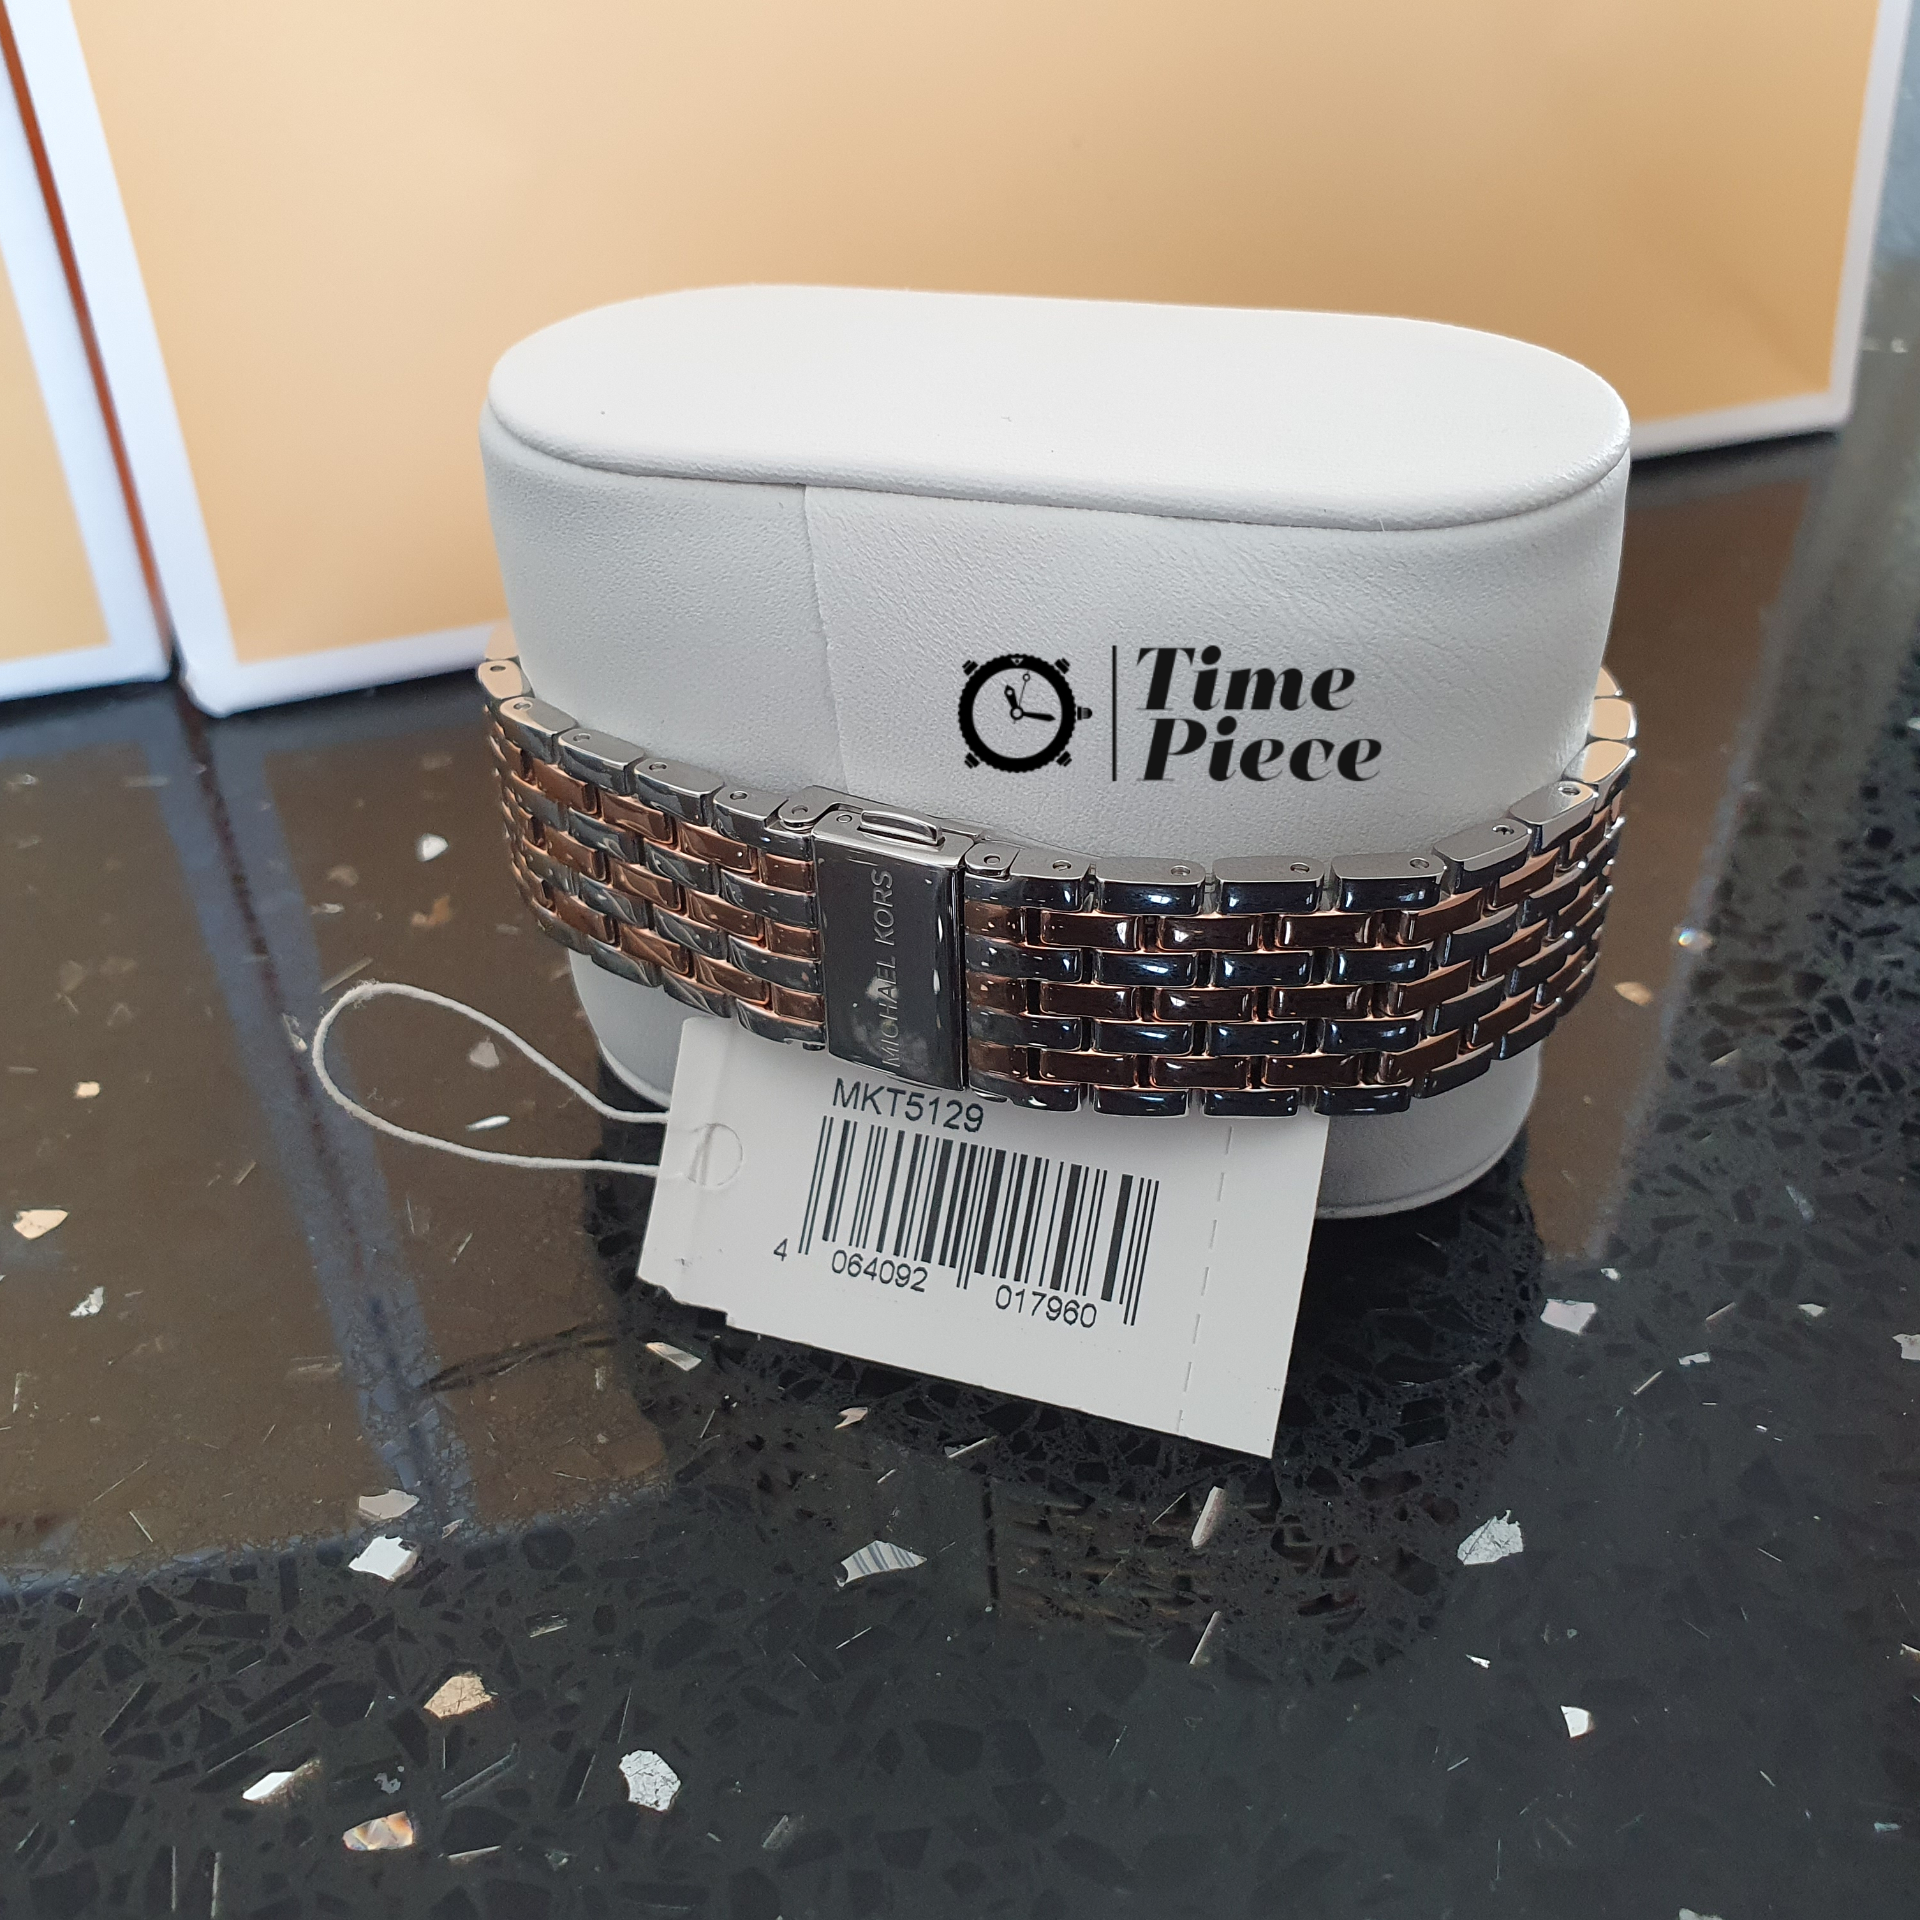 Time
Piece
MICHAEL KORS
MKT5129
4 064092 017960